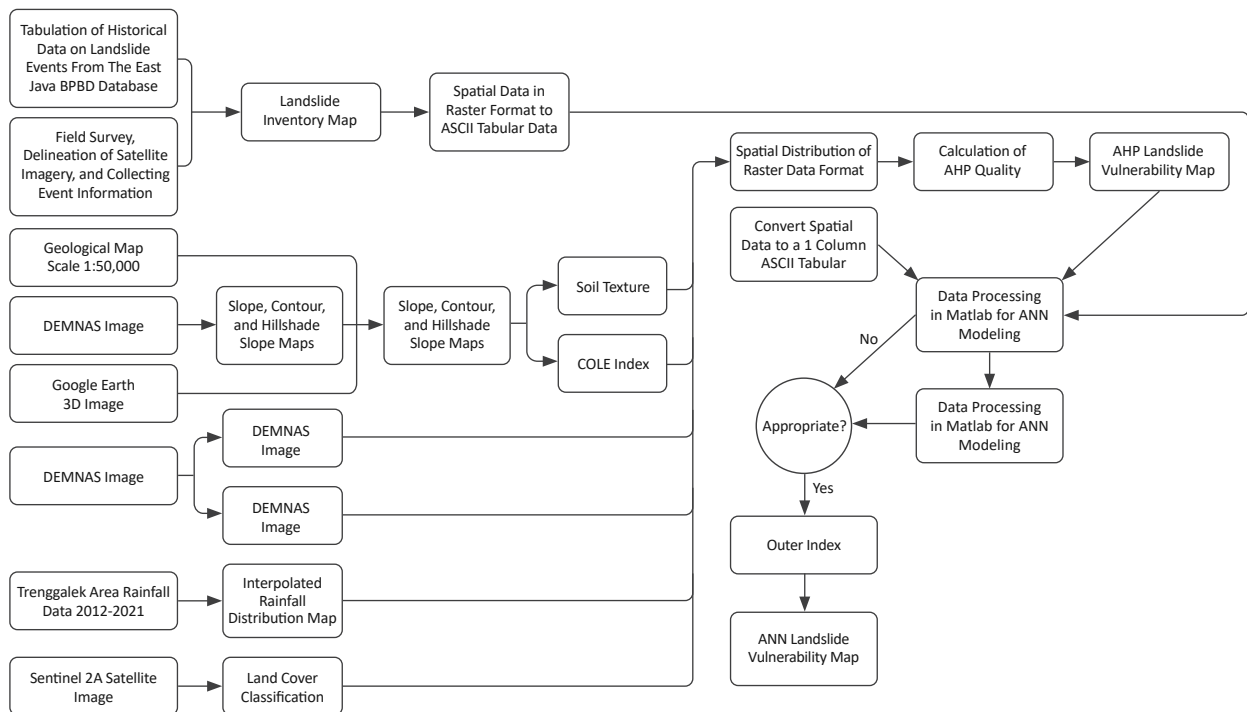 Tabulation of Historical
Data on Landslide
Events From The East
Java BPBD Database
Field Survey,
Delineation of Satellite
Imagery, and Collecting
Event Information
Landslide
Inventory Map
Spatial Data in
Raster Format to
ASCII Tabular Data
Geological Map
Scale 1:50,000
DEMNAS Image
Google Earth
3D Image
Slope, Contour,
and Hillshade
Slope Maps
Slope, Contour,
and Hillshade
Slope Maps
Soil Texture
COLE Index
DEMNAS Image
DEMNAS
Image
DEMNAS
Image
Trenggalek Area Rainfall
Data 2012-2021
Interpolated
Rainfall
Distribution Map
Sentinel 2A Satellite
Image
Land Cover
Classification
Spatial Distribution of
Raster Data Format
Calculation of
AHP Quality
AHP Landslide
Vulnerability Map
Convert Spatial
Data to a 1 Column
ASCII Tabular
Data Processing
in Matlab for ANN
Modeling
No
Data Processing
in Matlab for ANN
Modeling
Appropriate?
Yes
Outer Index
ANN Landslide
Vulnerability Map